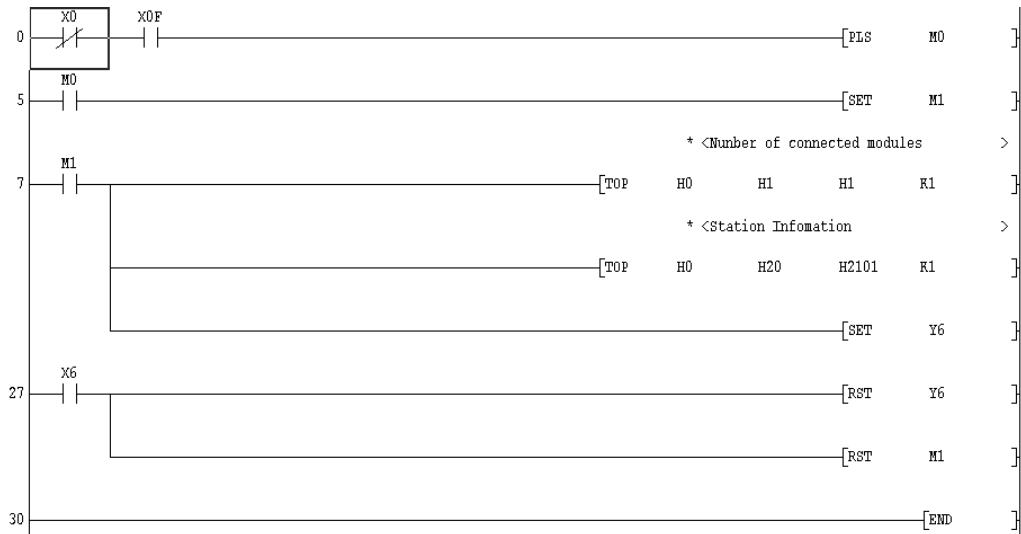 X0 X0F
0 [PLS M0 ]
M0
5 [SET M1 ]
* <Nunber of connected modules >
M1
7 [TOP H0 H1 H1 K1 ]
* <Station Infomation >
[TOP H0 H20 H2101 K1 ]
[SET Y6 ]
X6
27 [RST Y6 ]
[RST M1 ]
30 [END ]